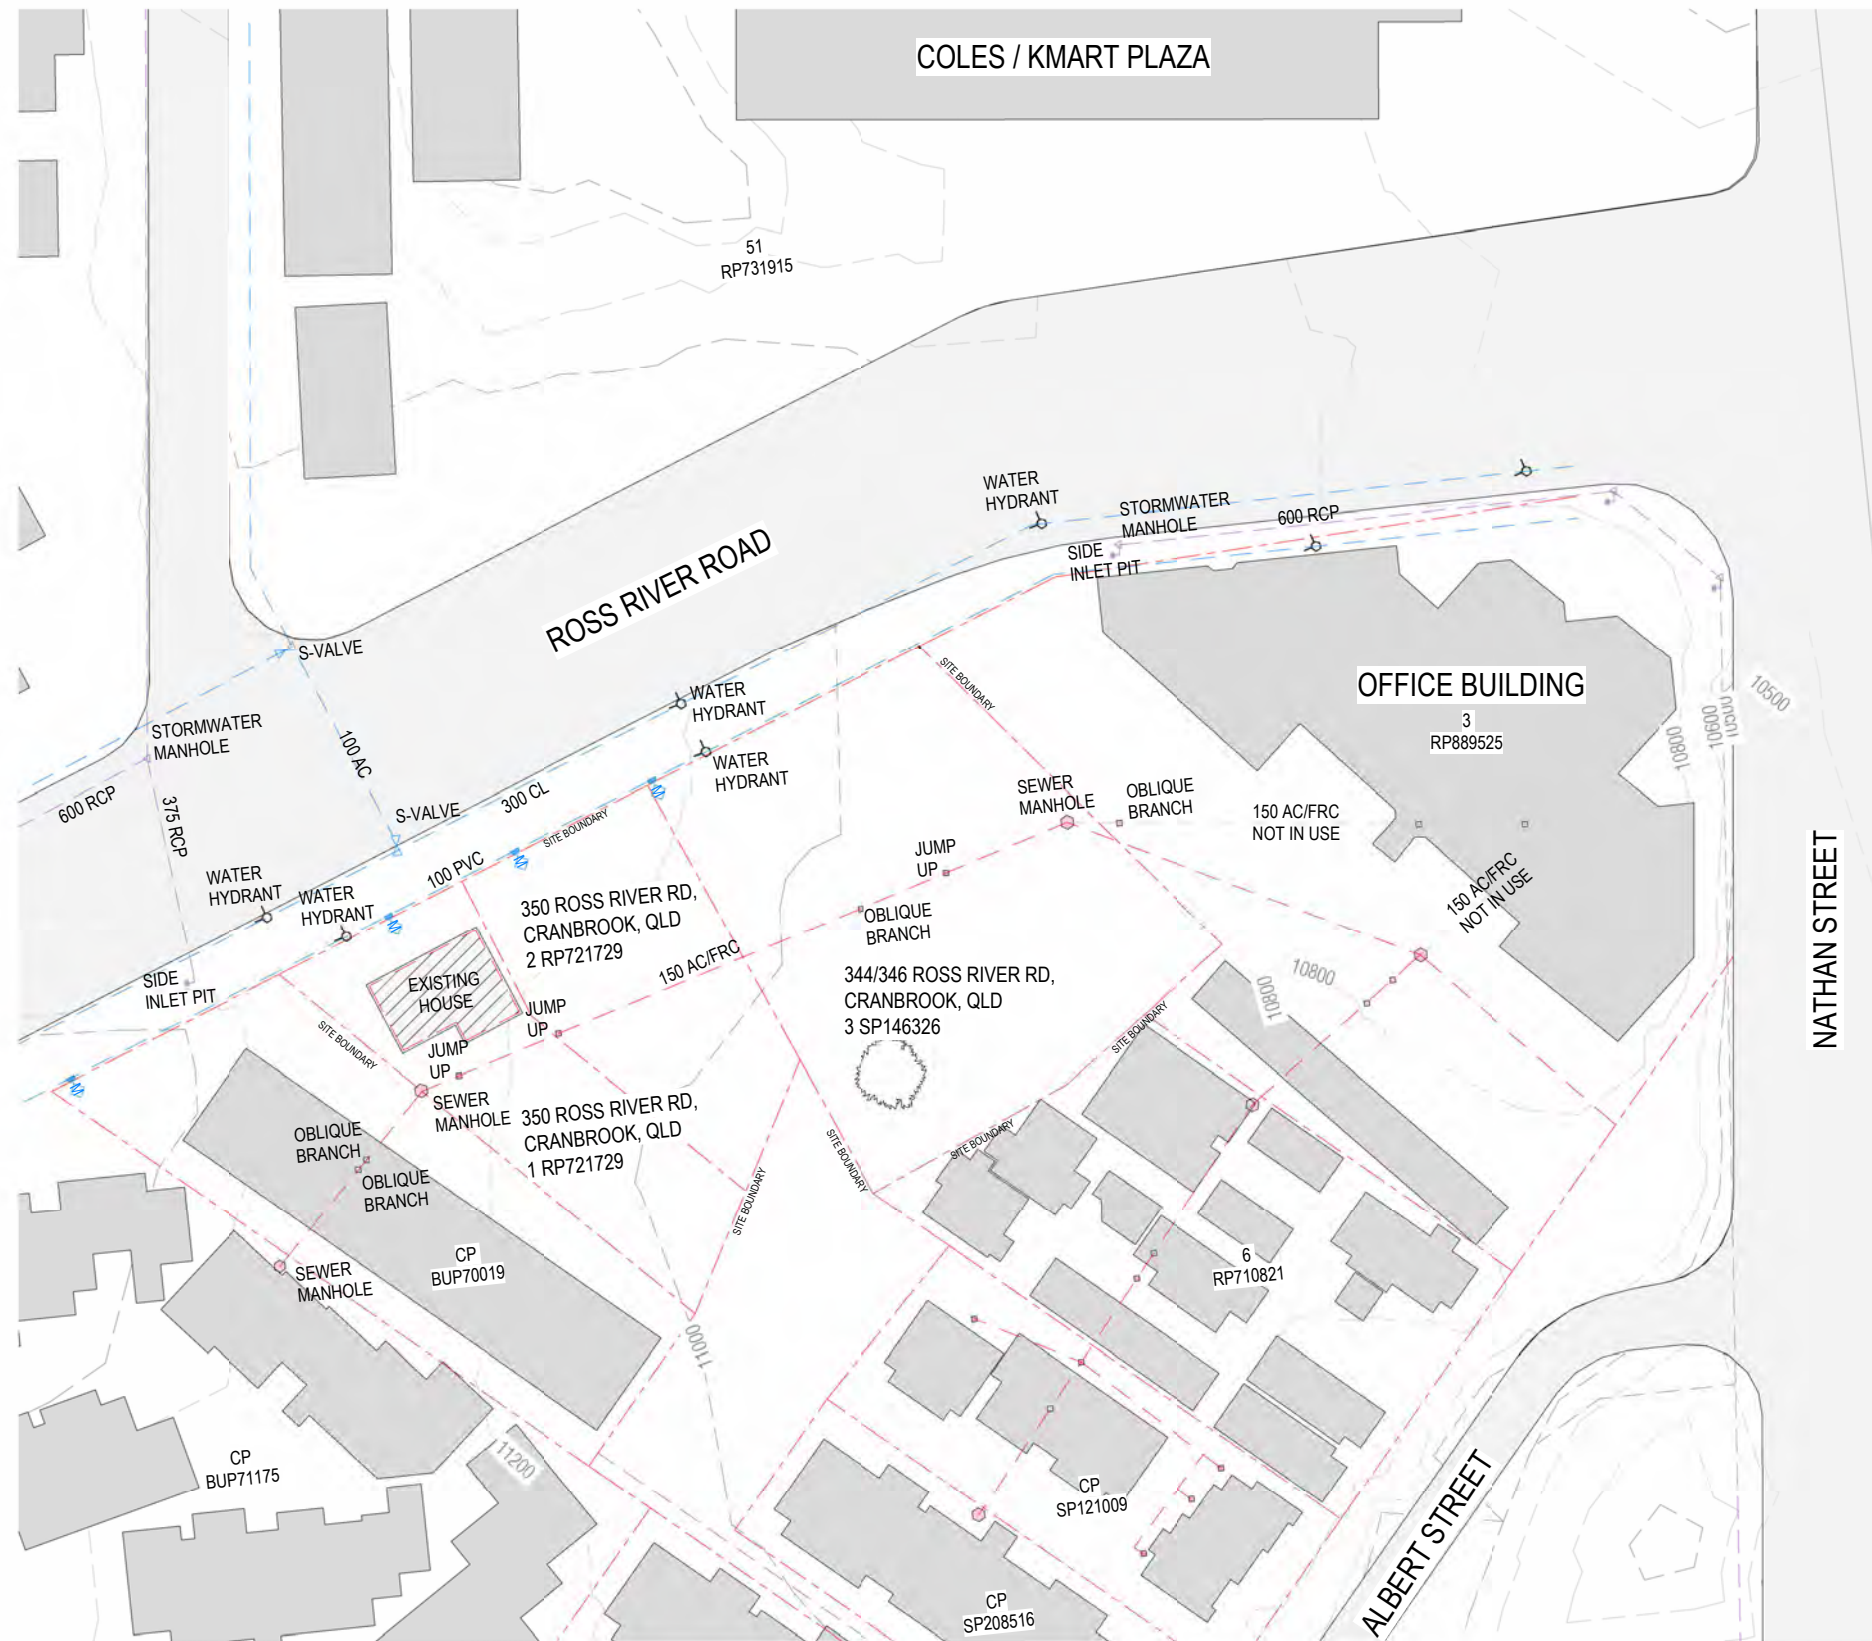 COLES / KMART PLAZA
51
RP731915
WATER
HYDRANT
STORMWATER
MANHOLE
600 RCP
SIDE
INLET PIT
ROSS RIVER ROAD
S-VALVE
SITE BOUNDARY
OFFICE BUILDING
3
RP889525
10500
10600
10800
WATER
HYDRANT
STORMWATER
MANHOLE
100 AC
WATER
HYDRANT
600 RCP
375 RCP
S-VALVE
300 CL
SITE BOUNDARY
SEWER
MANHOLE
OBLIQUE
BRANCH
150 AC/FRC
NOT IN USE
NATHAN STREET
JUMP
UP
100 PVC
WATER
HYDRANT
WATER
HYDRANT
150 AC/FRC
NOT IN USE
350 ROSS RIVER RD,
CRANBROOK, QLD
2 RP721729
OBLIQUE
BRANCH
150 AC/FRC
344/346 ROSS RIVER RD,
CRANBROOK, QLD
3 SP146326
10800
10800
SIDE
INLET PIT
EXISTING
HOUSE
JUMP
UP
SITE BOUNDARY
JUMP
UP
SITE BOUNDARY
SEWER
MANHOLE
350 ROSS RIVER RD,
CRANBROOK, QLD
1 RP721729
OBLIQUE
BRANCH
OBLIQUE
BRANCH
SITE BOUNDARY
SITE BOUNDARY
SITE BOUNDARY
CP
BUP70019
SEWER
MANHOLE
6
RP710821
11000
CP
BUP71175
11200
CP
SP121009
ALBERT STREET
CP
SP208516